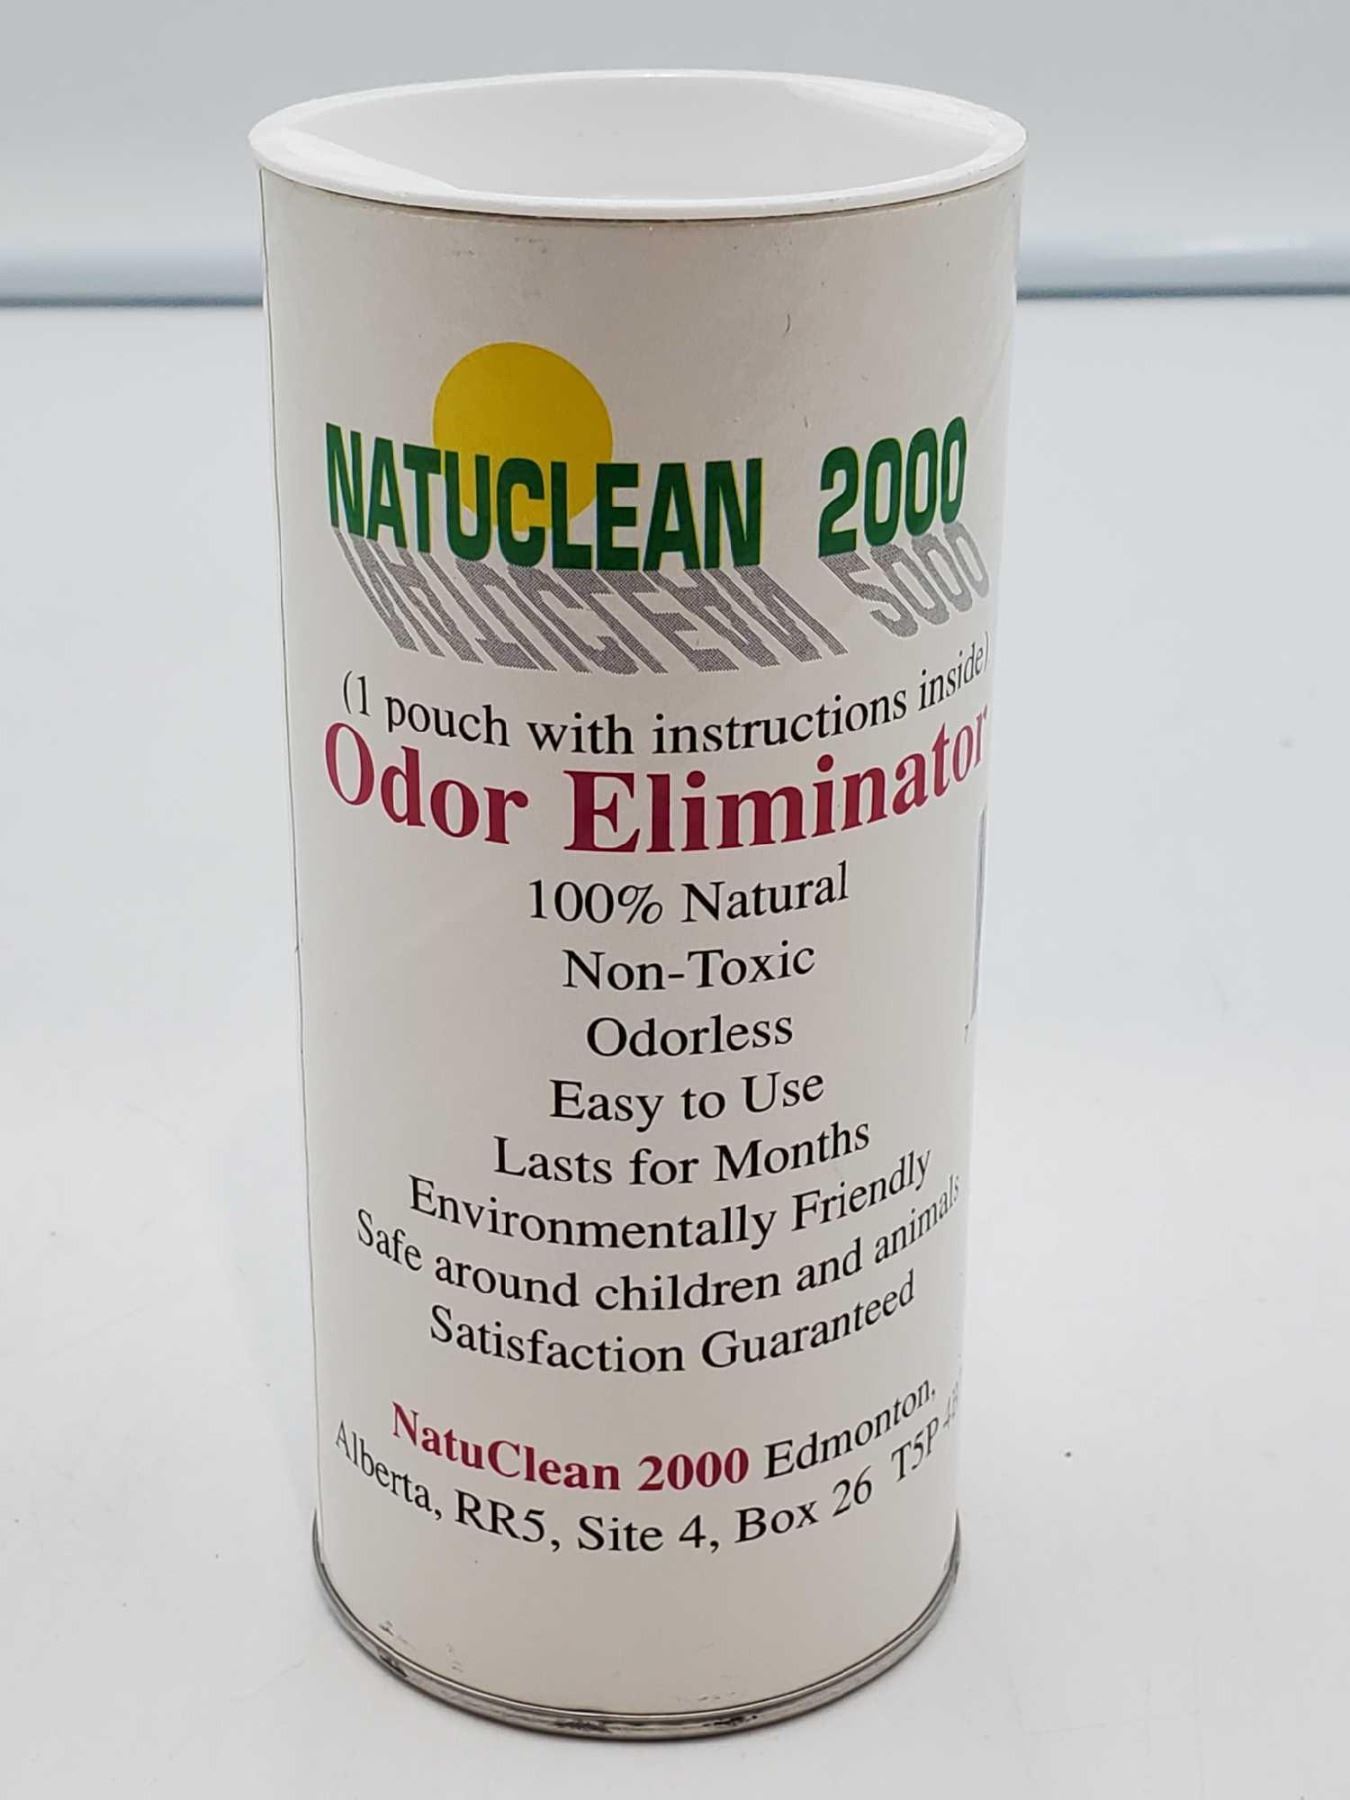 NATUCLEAN 2000
(1 pouch with instructions inside)
Odor Eliminator
100% Natural
Non-Toxic
Odorless
Easy to Use
Lasts for Months
Environmentally Friendly
Safe around children and animals
Satisfaction Guaranteed
NatuClean 2000 Edmonton,
Alberta, RR5, Site 4, Box 26 T5P